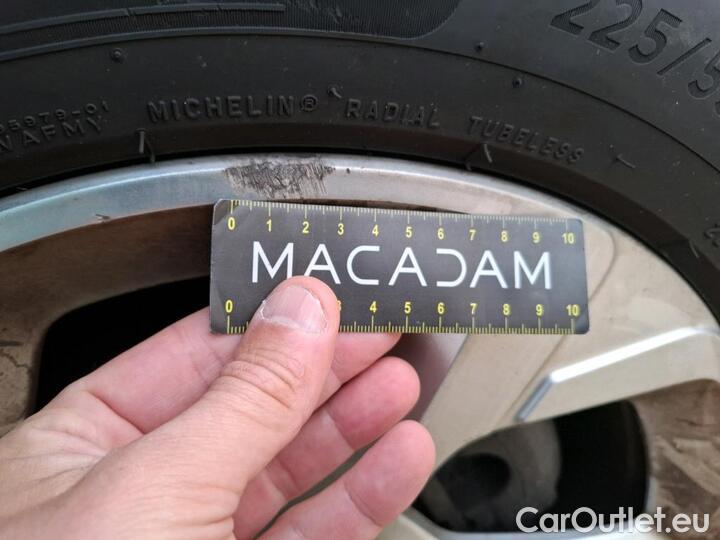 225/5
MICHELIN® RADIAL TUBELESS
0 1 2 3 4 5 6 7 8 9 10
MACADAM
0 3 4 5 6 7 8 9 10
CarOutlet.eu